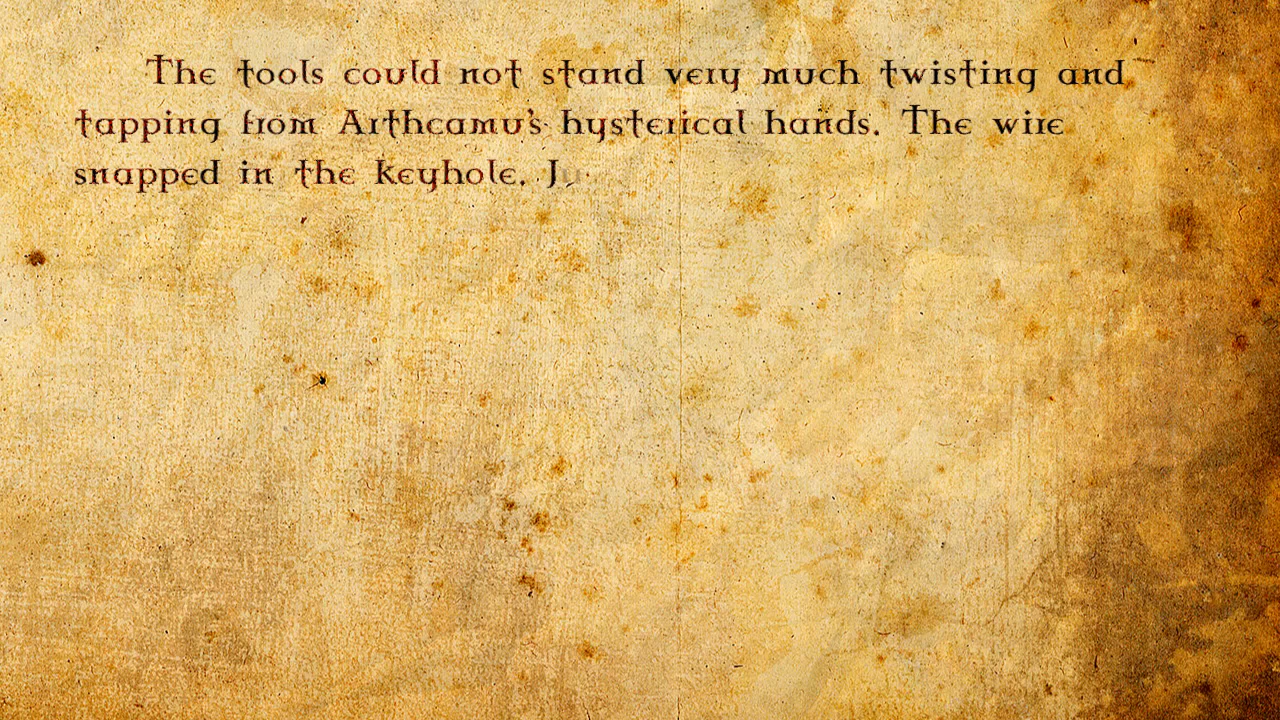 The tools could not stand very much twisting and
tapping from Arthcamu's hysterical hands. The wire
snapped in the keyhole.